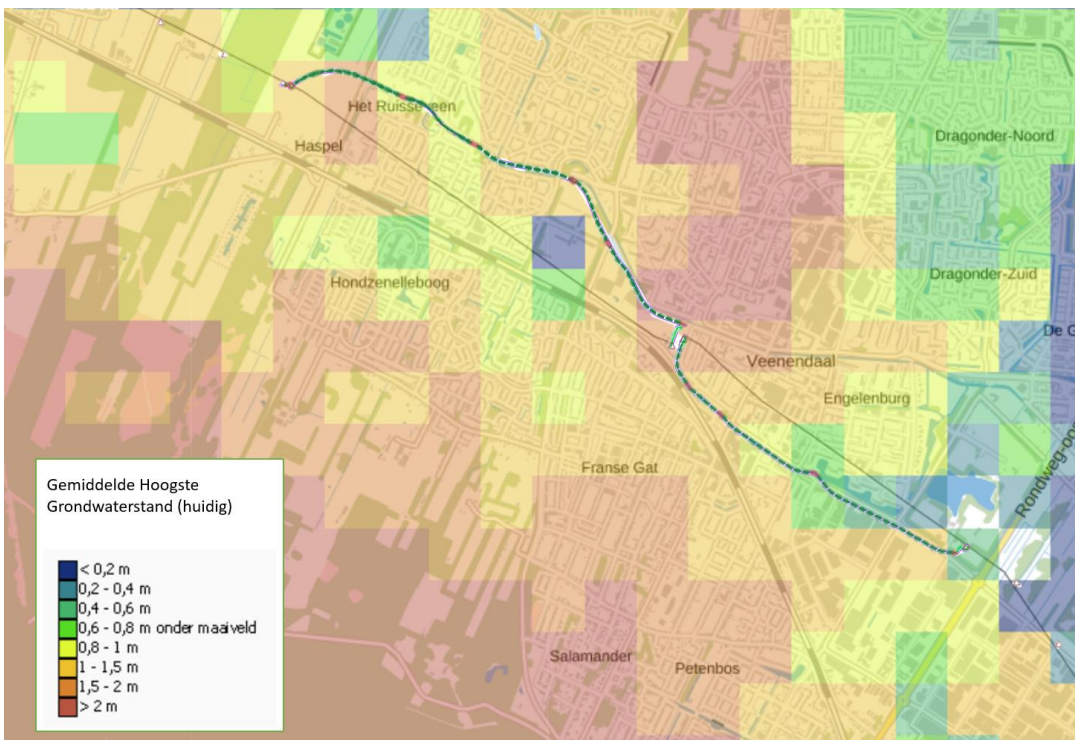 Het Ruisseveen
Haspel
Dragonder-Noord
Hondzenelleboog
Dragonder-Zuid
De G
Veenendaal
Engelenburg
Franse Gat
Rondweg-oos
Salamander
Petenbos
Gemiddelde Hoogste
Grondwaterstand (huidig)
< 0,2 m
0,2 - 0,4 m
0,4 - 0,6 m
0,6 - 0,8 m onder maaiveld
0,8 - 1 m
1 - 1,5 m
1,5 - 2 m
> 2 m